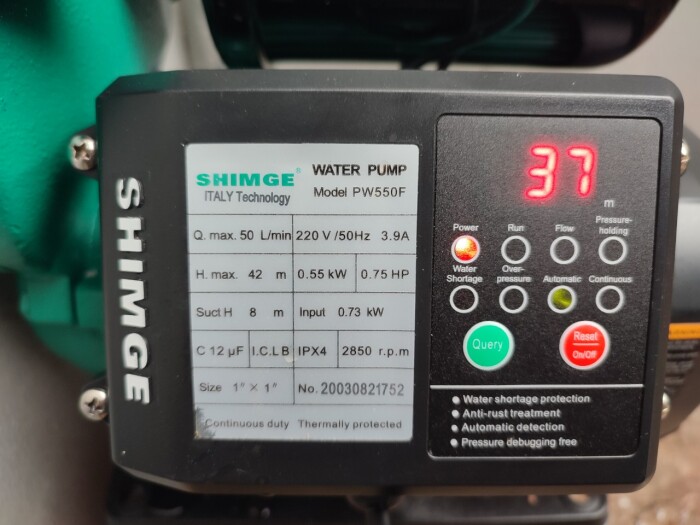 SHIMGE
SHIMGE®
ITALY Technology
WATER PUMP
Model PW550F
Q. max. 50 L/min 220 V /50Hz 3.9A
H. max. 42 m 0.55 kW 0.75 HP
Suct H 8 m Input 0.73 kW
C 12 µF I.C.L B IPX4 2850 r.p.m
Size 1" × 1" No. 20030821752
Continuous duty Thermally protected
37
m
Power Run Flow Pressure-holding
Water Shortage Over-pressure Automatic Continuous
Query
Reset
On/Off
● Water shortage protection
● Anti-rust treatment
● Automatic detection
● Pressure debugging free